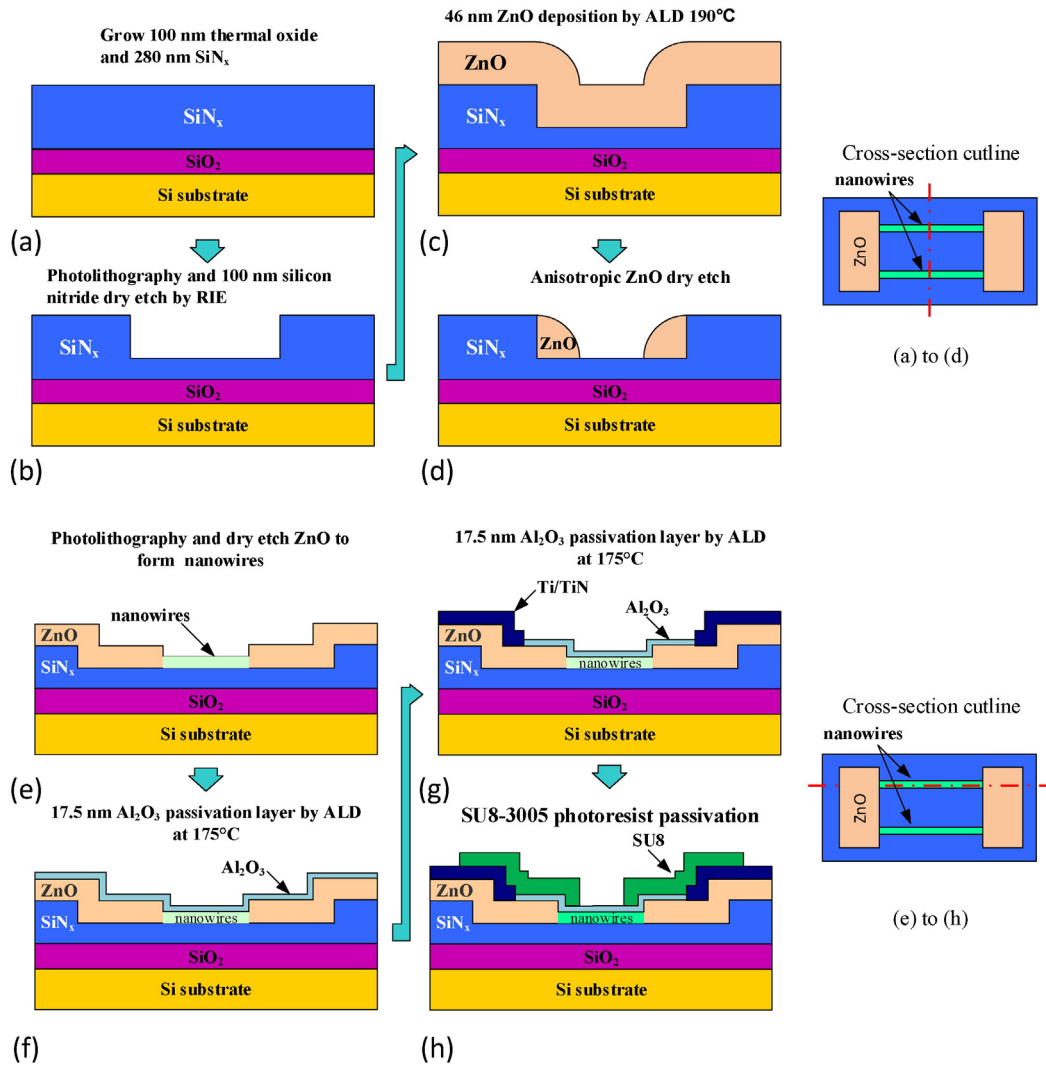 Grow 100 nm thermal oxide
and 280 nm SiNₓ
SiNₓ
SiO₂
Si substrate
(a)
Photolithography and 100 nm silicon
nitride dry etch by RIE
SiNₓ
SiO₂
Si substrate
(b)
46 nm ZnO deposition by ALD 190℃
ZnO
SiNₓ
SiO₂
Si substrate
(c)
Anisotropic ZnO dry etch
SiNₓ
ZnO
SiO₂
Si substrate
(d)
Cross-section cutline
nanowires
ZnO
(a) to (d)
Photolithography and dry etch ZnO to
form nanowires
nanowires
ZnO
SiNₓ
SiO₂
Si substrate
(e)
17.5 nm Al₂O₃ passivation layer by ALD
at 175°C
Al₂O₃
ZnO
nanowires
SiNₓ
SiO₂
Si substrate
(f)
17.5 nm Al₂O₃ passivation layer by ALD
at 175°C
Ti/TiN
Al₂O₃
ZnO
nanowires
SiNₓ
SiO₂
Si substrate
(g)
SU8-3005 photoresist passivation
SU8
ZnO
nanowires
SiNₓ
SiO₂
Si substrate
(h)
Cross-section cutline
nanowires
ZnO
(e) to (h)